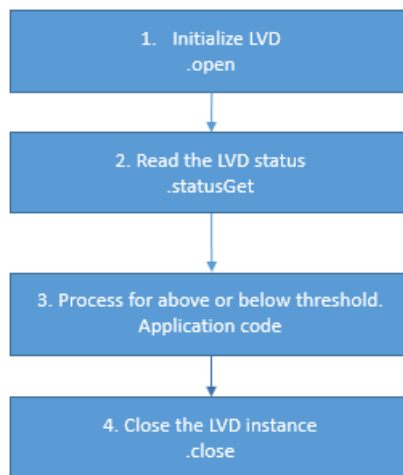 1. Initialize LVD
.open
2. Read the LVD status
.statusGet
3. Process for above or below threshold.
Application code
4. Close the LVD instance
.close